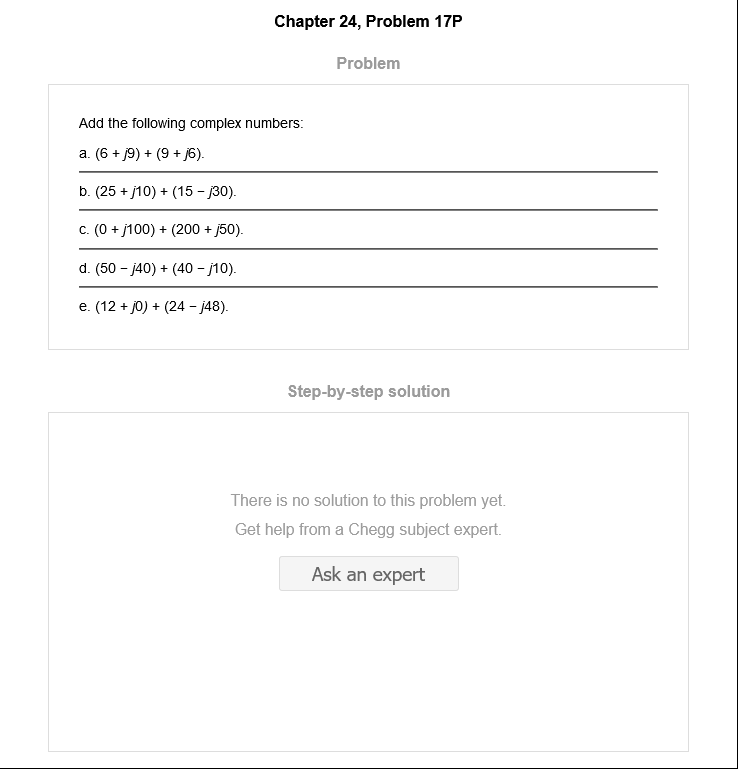 Chapter 24, Problem 17P
Problem
Add the following complex numbers:
a. (6 + j9) + (9 + j6).
b. (25 + j10) + (15 − j30).
c. (0 + j100) + (200 + j50).
d. (50 − j40) + (40 − j10).
e. (12 + j0) + (24 − j48).
Step-by-step solution
There is no solution to this problem yet.
Get help from a Chegg subject expert.
Ask an expert